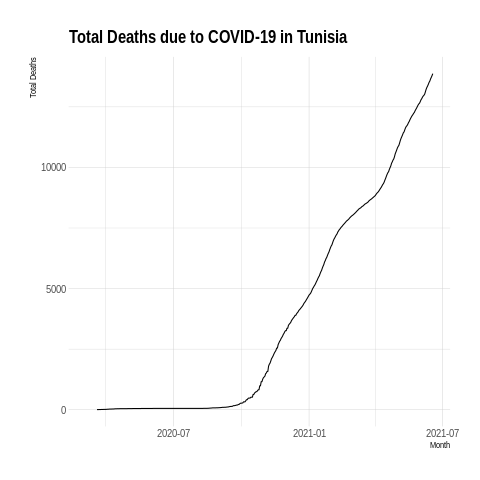 Total Deaths due to COVID-19 in Tunisia
Total Deaths
10000
5000
0
2020-07
2021-01
2021-07
Month